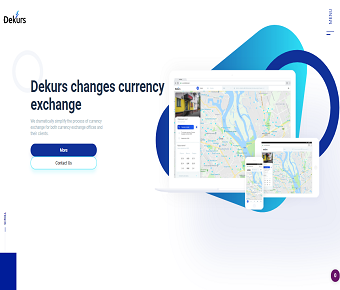 Dekurs
MENU
Dekurs changes currency
exchange
We dramatically simplify the process of currency
exchange for both currency exchange offices and
their clients.
More
Contact Us
SCROLL